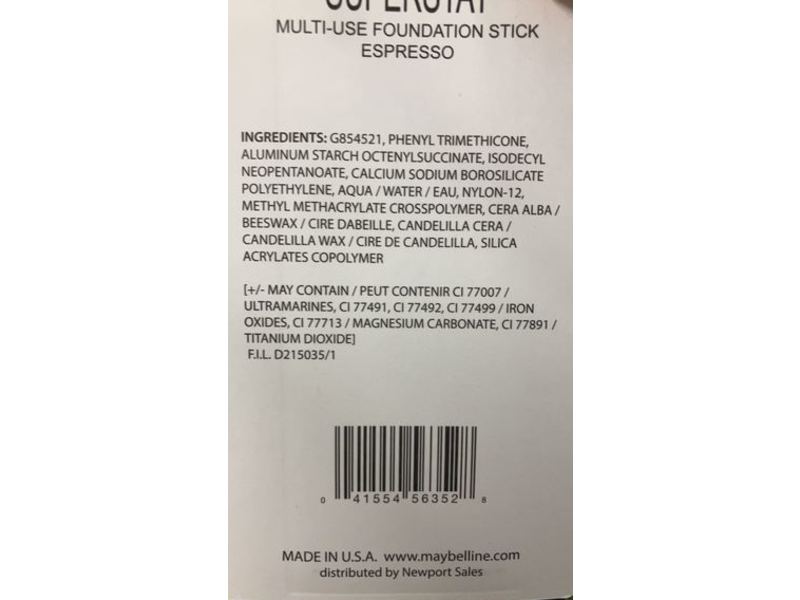 SUPERSTAY
MULTI-USE FOUNDATION STICK
ESPRESSO
INGREDIENTS: G854521, PHENYL TRIMETHICONE,
ALUMINUM STARCH OCTENYLSUCCINATE, ISODECYL
NEOPENTANOATE, CALCIUM SODIUM BOROSILICATE
POLYETHYLENE, AQUA / WATER / EAU, NYLON-12,
METHYL METHACRYLATE CROSSPOLYMER, CERA ALBA /
BEESWAX / CIRE DABEILLE, CANDELILLA CERA /
CANDELILLA WAX / CIRE DE CANDELILLA, SILICA
ACRYLATES COPOLYMER
[+/- MAY CONTAIN / PEUT CONTENIR CI 77007 /
ULTRAMARINES, CI 77491, CI 77492, CI 77499 / IRON
OXIDES, CI 77713 / MAGNESIUM CARBONATE, CI 77891 /
TITANIUM DIOXIDE]
F.I.L. D215035/1
0 41554 56352 8
MADE IN U.S.A. www.maybelline.com
distributed by Newport Sales